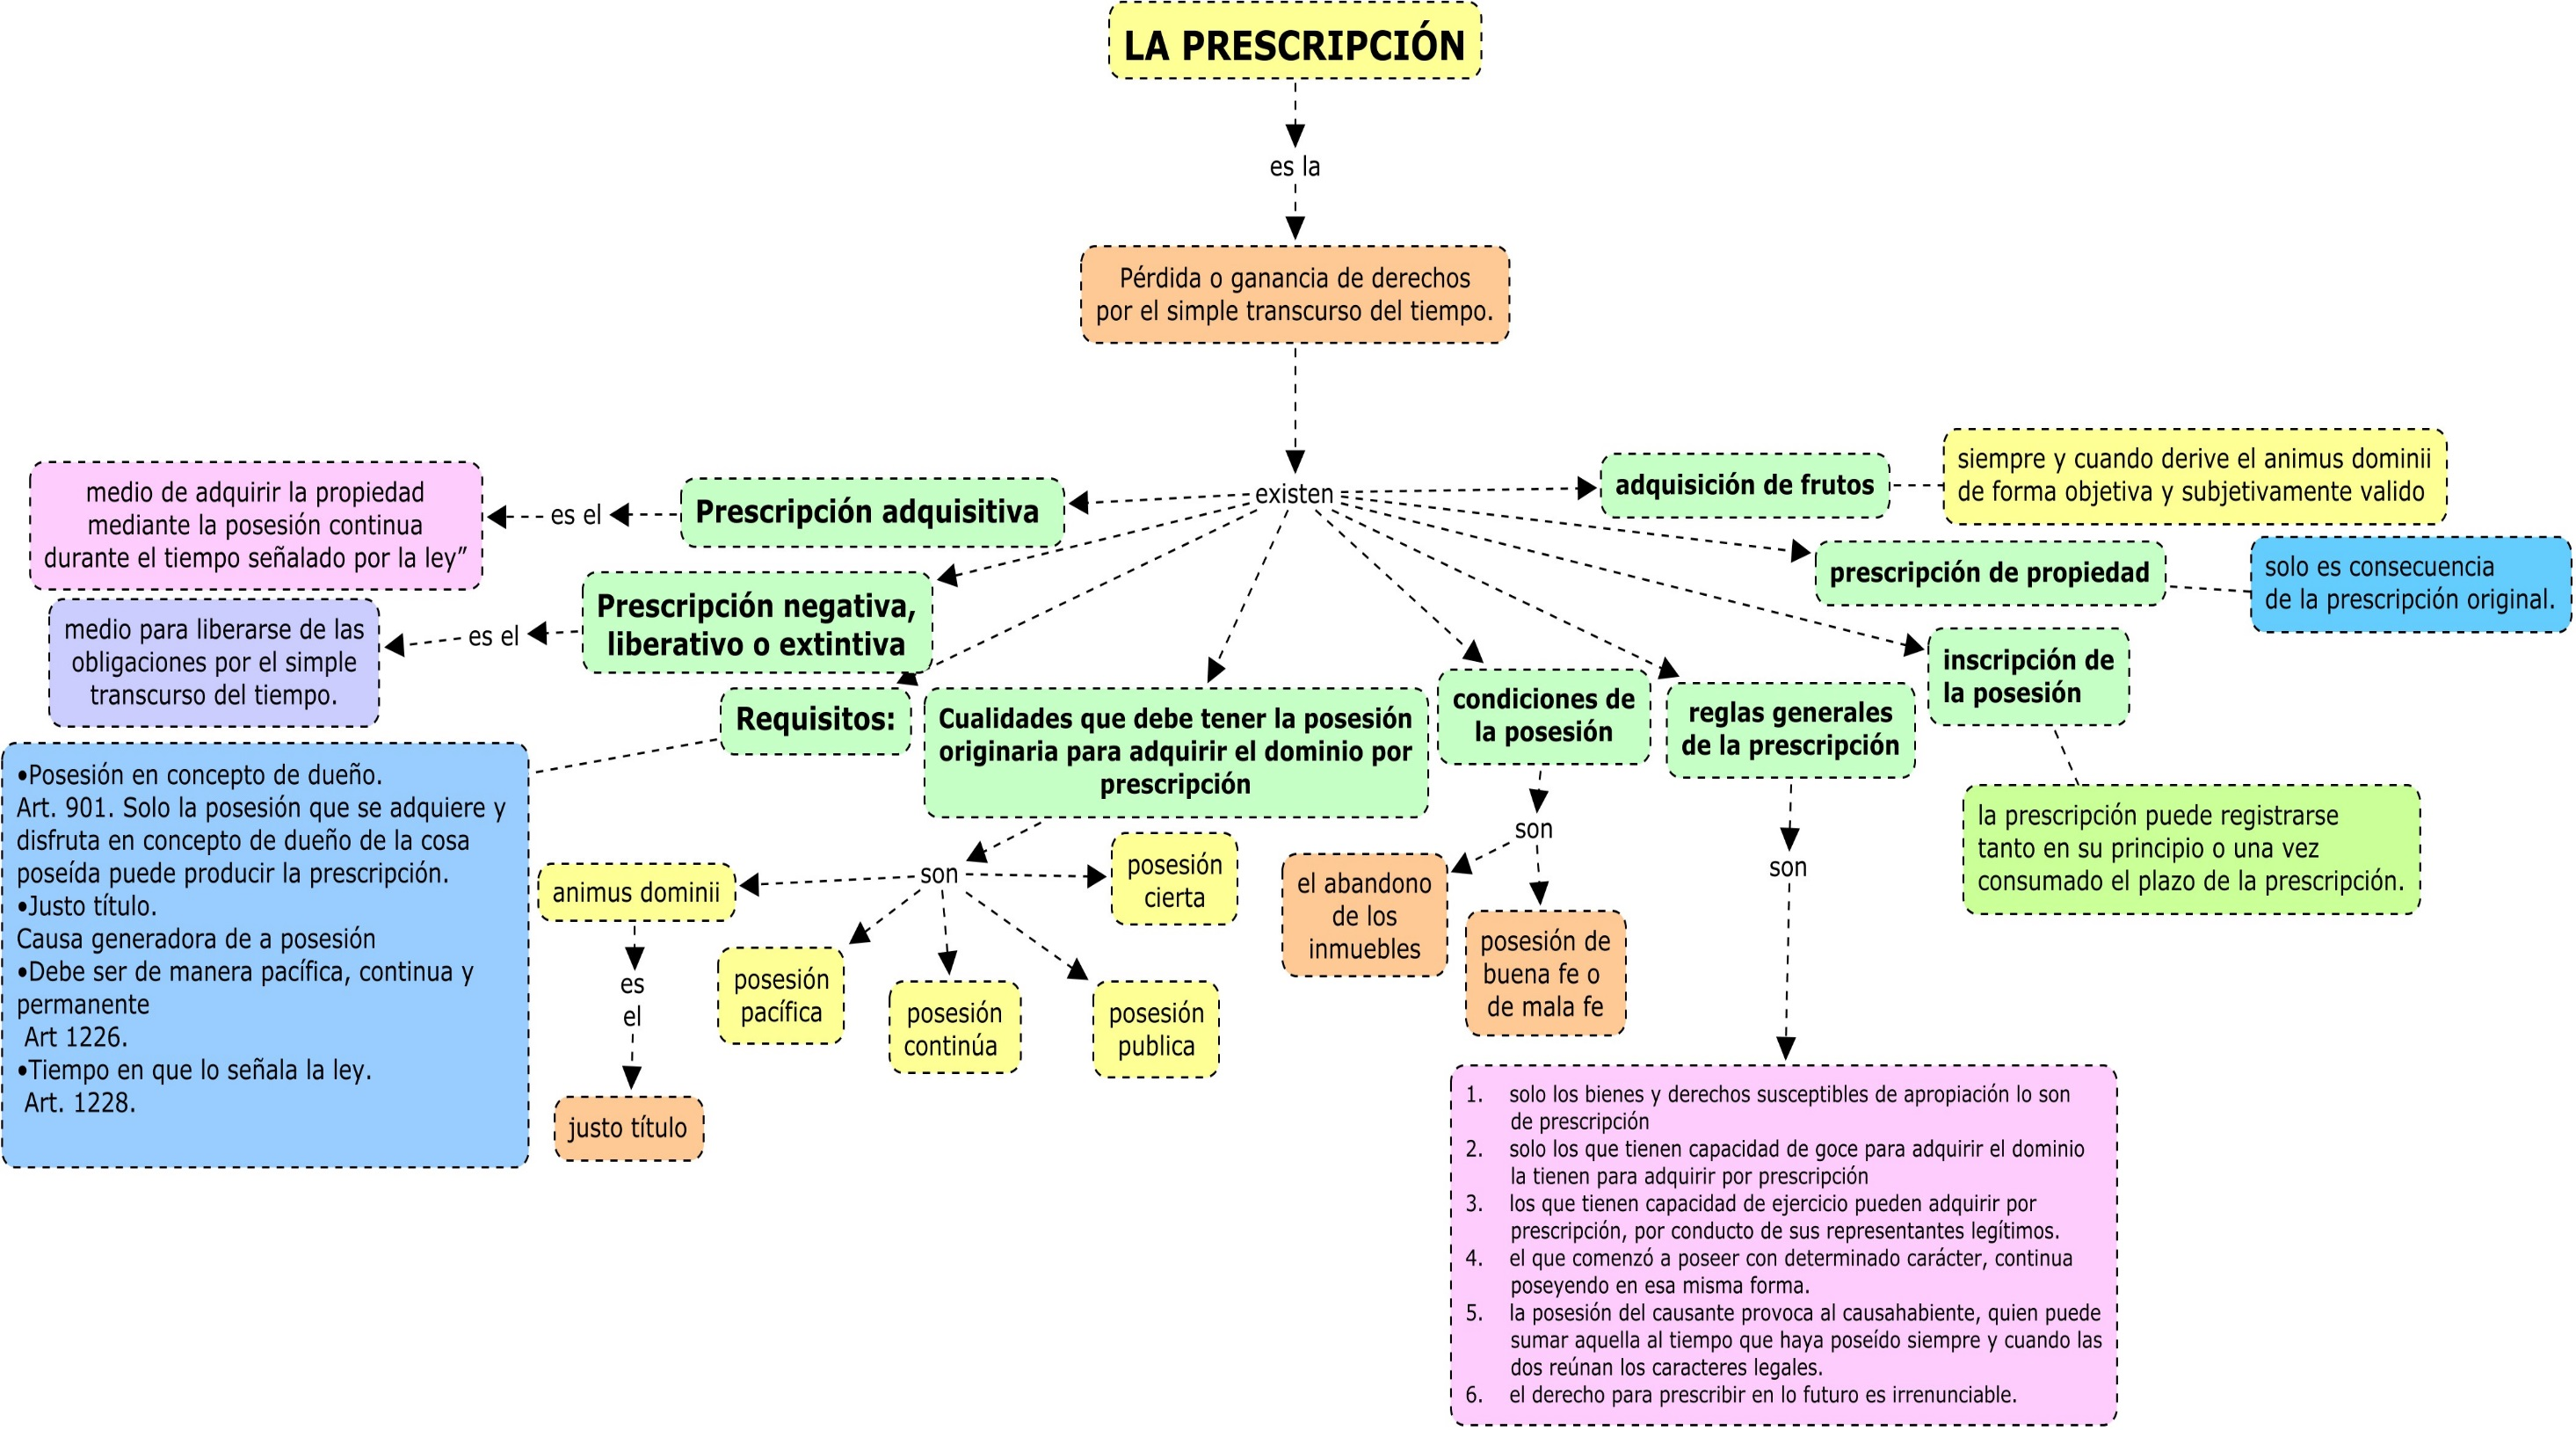 LA PRESCRIPCIÓN
es la
Pérdida o ganancia de derechos
por el simple transcurso del tiempo.
existen
Prescripción adquisitiva
es el
medio de adquirir la propiedad
mediante la posesión continua
durante el tiempo señalado por la ley”
Prescripción negativa,
liberativo o extintiva
es el
medio para liberarse de las
obligaciones por el simple
transcurso del tiempo.
Requisitos:
•Posesión en concepto de dueño.
Art. 901. Solo la posesión que se adquiere y
disfruta en concepto de dueño de la cosa
poseída puede producir la prescripción.
•Justo título.
Causa generadora de a posesión
•Debe ser de manera pacífica, continua y
permanente
Art 1226.
•Tiempo en que lo señala la ley.
Art. 1228.
Cualidades que debe tener la posesión
originaria para adquirir el dominio por
prescripción
son
animus dominii
es
el
justo título
posesión
pacífica
posesión
continúa
posesión
publica
posesión
cierta
condiciones de
la posesión
son
el abandono
de los
inmuebles
posesión de
buena fe o
de mala fe
reglas generales
de la prescripción
son
1. solo los bienes y derechos susceptibles de apropiación lo son
de prescripción
2. solo los que tienen capacidad de goce para adquirir el dominio
la tienen para adquirir por prescripción
3. los que tienen capacidad de ejercicio pueden adquirir por
prescripción, por conducto de sus representantes legítimos.
4. el que comenzó a poseer con determinado carácter, continua
poseyendo en esa misma forma.
5. la posesión del causante provoca al causahabiente, quien puede
sumar aquella al tiempo que haya poseído siempre y cuando las
dos reúnan los caracteres legales.
6. el derecho para prescribir en lo futuro es irrenunciable.
inscripción de
la posesión
la prescripción puede registrarse
tanto en su principio o una vez
consumado el plazo de la prescripción.
prescripción de propiedad
solo es consecuencia
de la prescripción original.
adquisición de frutos
siempre y cuando derive el animus dominii
de forma objetiva y subjetivamente valido